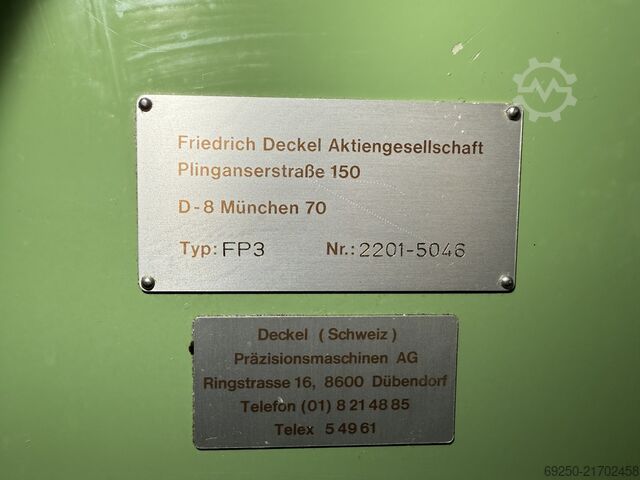 Friedrich Deckel Aktiengesellschaft
Plinganserstraße 150
D-8 München 70
Typ: FP3 Nr.: 2201-5046
Deckel (Schweiz)
Präzisionsmaschinen AG
Ringstrasse 16, 8600 Dübendorf
Telefon (01) 8 21 48 85
Telex 5 49 61
69250-21702458